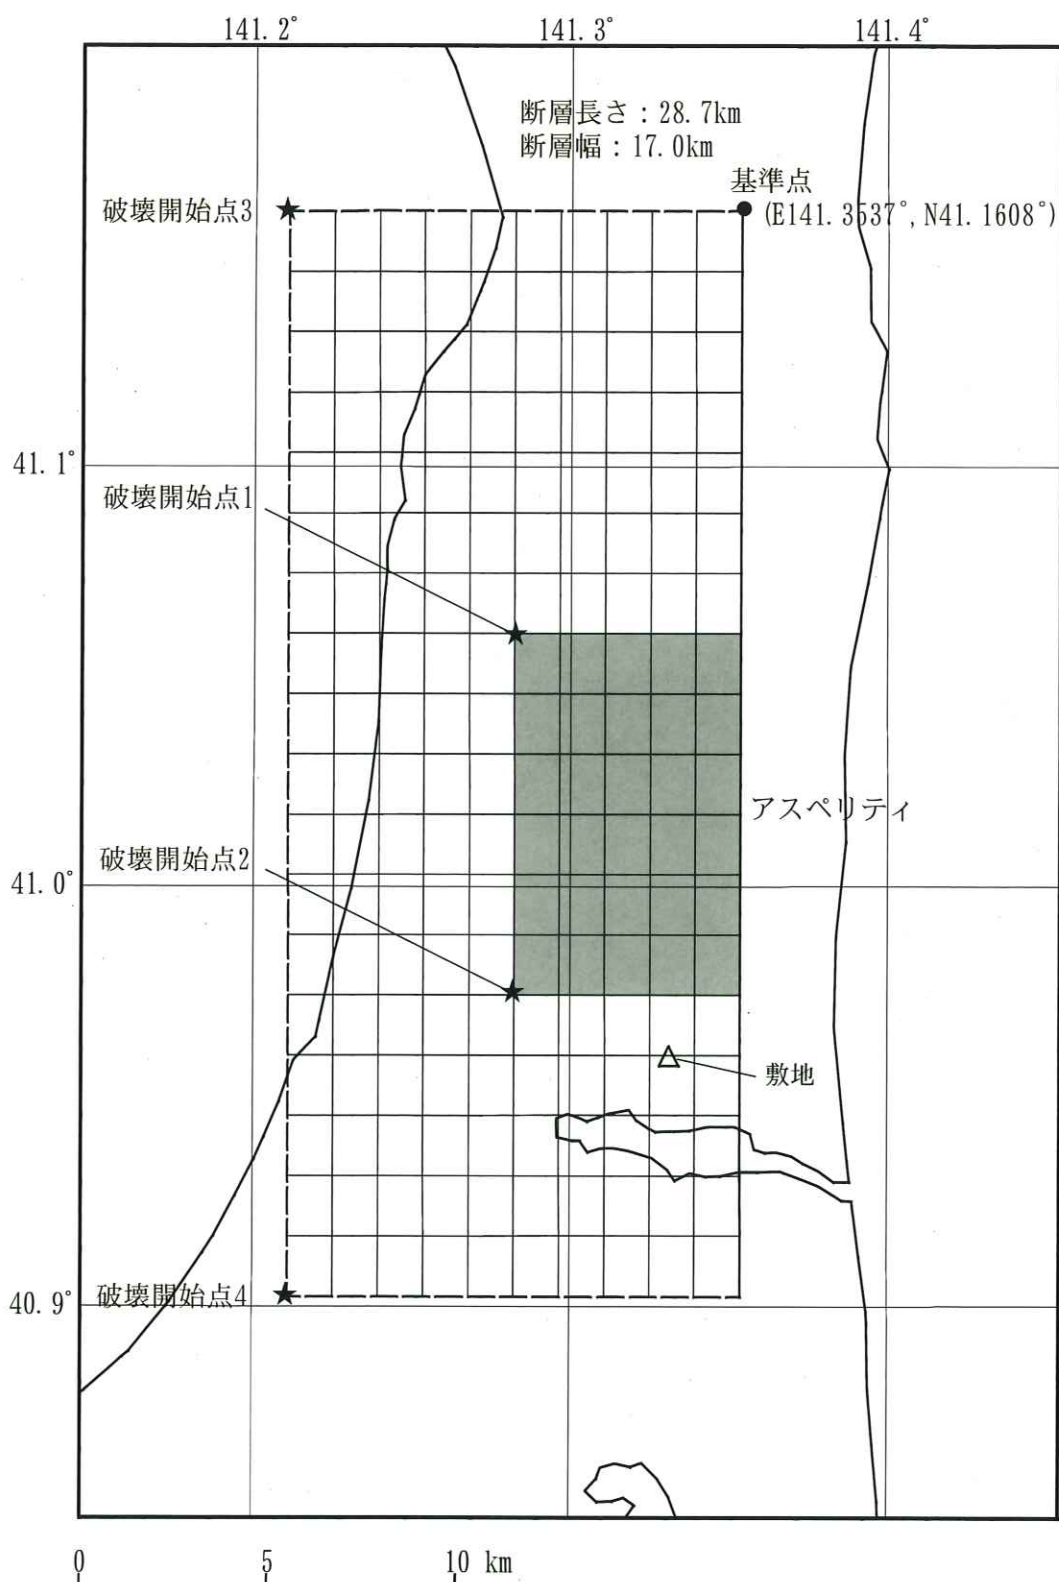 141.2° 141.3° 141.4°
断層長さ：28.7km
断層幅：17.0km
基準点
(E141.3537°, N41.1608°)
破壊開始点3
41.1°
破壊開始点1
アスペリティ
破壊開始点2
41.0°
敷地
破壊開始点4
40.9°
0 5 10 km